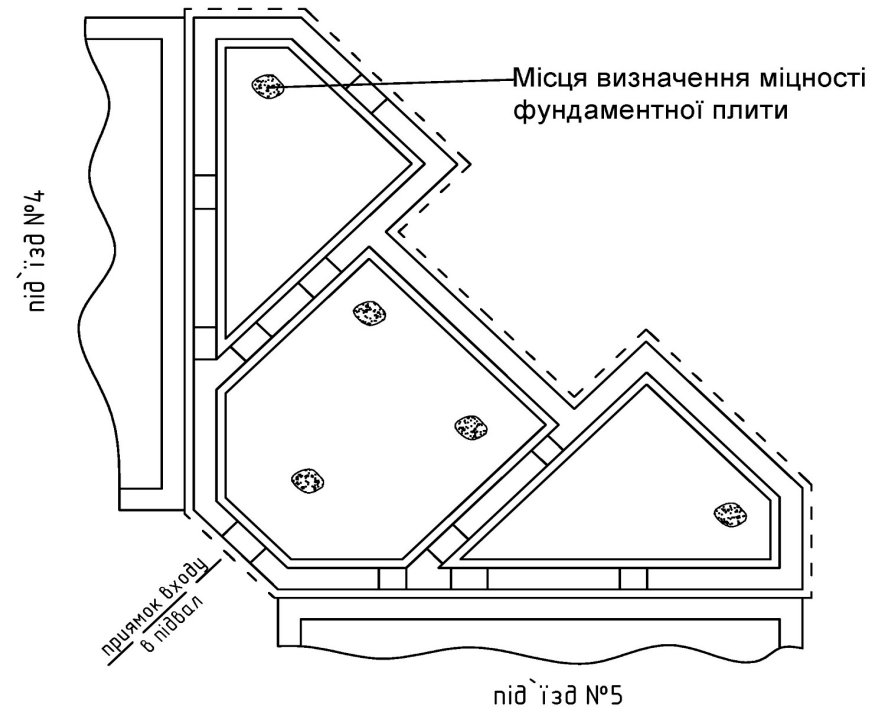 Місця визначення міцності
фундаментної плити
під`їзд №4
приямок входу
в підвал
під`їзд №5